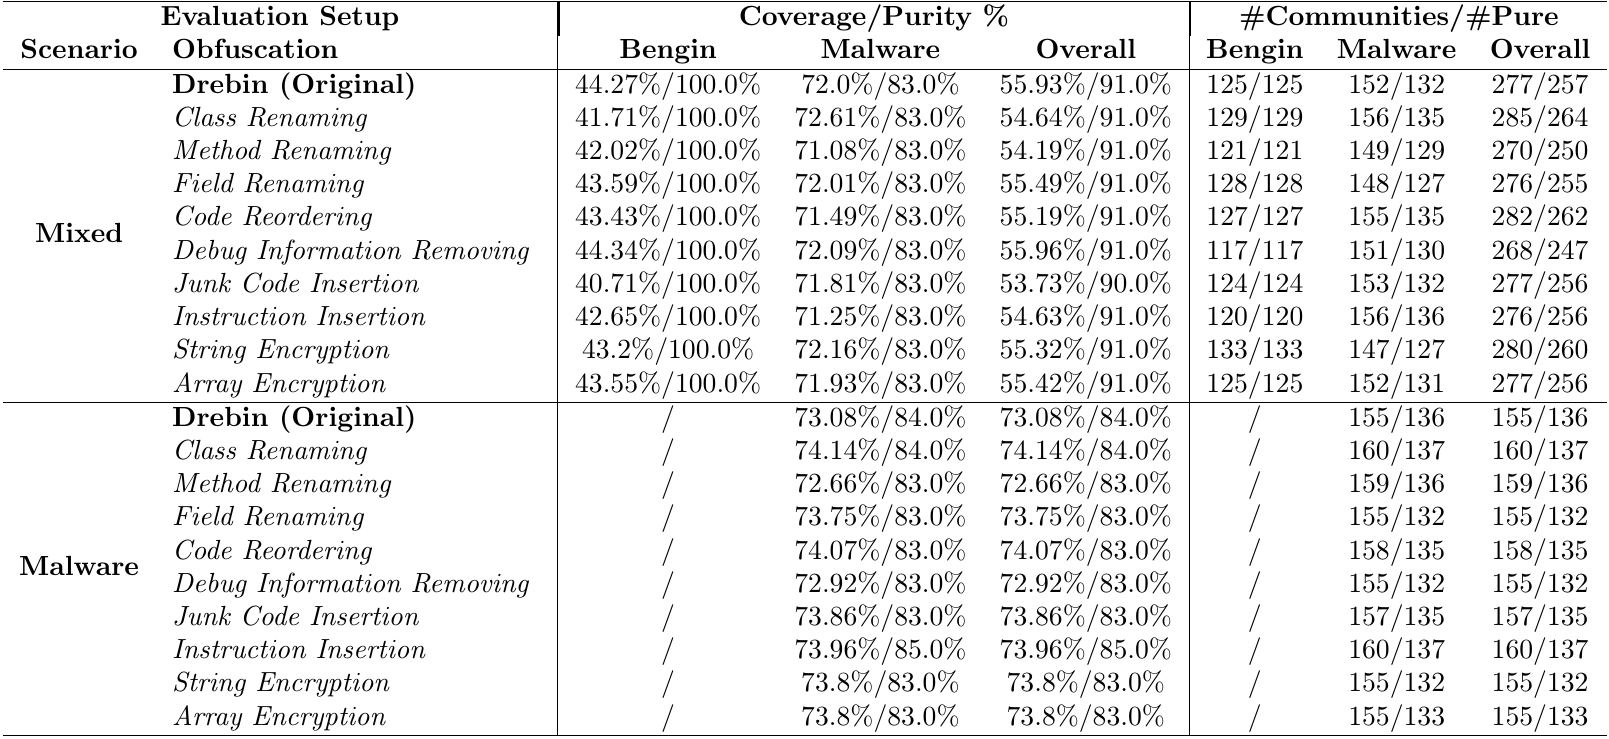 Evaluation Setup Coverage/Purity % #Communities/#Pure
Scenario Obfuscation Bengin Malware Overall Bengin Malware Overall
Drebin (Original) 44.27%/100.0% 72.0%/83.0% 55.93%/91.0% 125/125 152/132 277/257
Class Renaming 41.71%/100.0% 72.61%/83.0% 54.64%/91.0% 129/129 156/135 285/264
Method Renaming 42.02%/100.0% 71.08%/83.0% 54.19%/91.0% 121/121 149/129 270/250
Field Renaming 43.59%/100.0% 72.01%/83.0% 55.49%/91.0% 128/128 148/127 276/255
Code Reordering 43.43%/100.0% 71.49%/83.0% 55.19%/91.0% 127/127 155/135 282/262
Mixed
Debug Information Removing 44.34%/100.0% 72.09%/83.0% 55.96%/91.0% 117/117 151/130 268/247
Junk Code Insertion 40.71%/100.0% 71.81%/83.0% 53.73%/90.0% 124/124 153/132 277/256
Instruction Insertion 42.65%/100.0% 71.25%/83.0% 54.63%/91.0% 120/120 156/136 276/256
String Encryption 43.2%/100.0% 72.16%/83.0% 55.32%/91.0% 133/133 147/127 280/260
Array Encryption 43.55%/100.0% 71.93%/83.0% 55.42%/91.0% 125/125 152/131 277/256
Drebin (Original) / 73.08%/84.0% 73.08%/84.0% / 155/136 155/136
Class Renaming / 74.14%/84.0% 74.14%/84.0% / 160/137 160/137
Method Renaming / 72.66%/83.0% 72.66%/83.0% / 159/136 159/136
Field Renaming / 73.75%/83.0% 73.75%/83.0% / 155/132 155/132
Code Reordering / 74.07%/83.0% 74.07%/83.0% / 158/135 158/135
Malware
Debug Information Removing / 72.92%/83.0% 72.92%/83.0% / 155/132 155/132
Junk Code Insertion / 73.86%/83.0% 73.86%/83.0% / 157/135 157/135
Instruction Insertion / 73.96%/85.0% 73.96%/85.0% / 160/137 160/137
String Encryption / 73.8%/83.0% 73.8%/83.0% / 155/132 155/132
Array Encryption / 73.8%/83.0% 73.8%/83.0% / 155/133 155/133